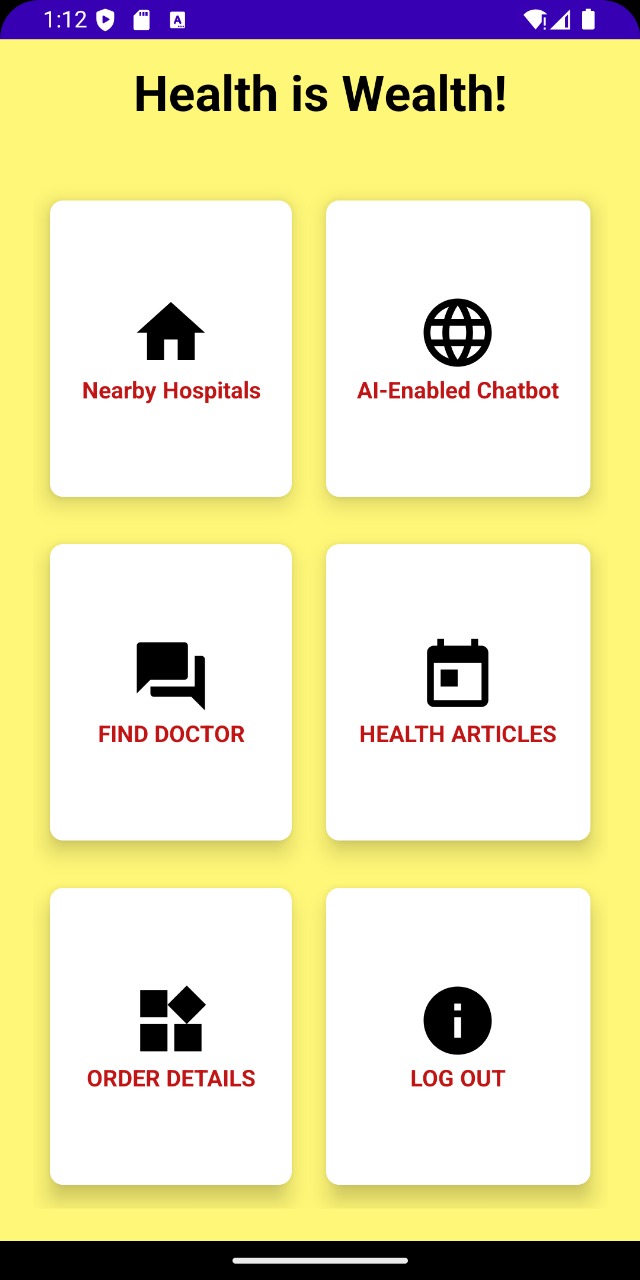 1:12
Health is Wealth!
Nearby Hospitals
AI-Enabled Chatbot
FIND DOCTOR
HEALTH ARTICLES
ORDER DETAILS
LOG OUT